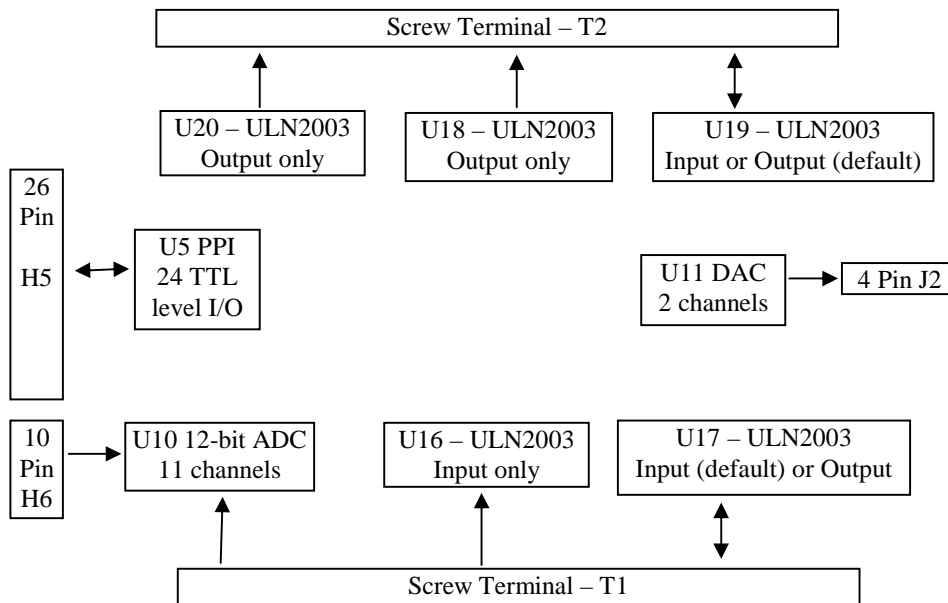 Screw Terminal – T2
U20 – ULN2003
Output only
U18 – ULN2003
Output only
U19 – ULN2003
Input or Output (default)
26
Pin
H5
U5 PPI
24 TTL
level I/O
U11 DAC
2 channels
4 Pin J2
10
Pin
H6
U10 12-bit ADC
11 channels
U16 – ULN2003
Input only
U17 – ULN2003
Input (default) or Output
Screw Terminal – T1